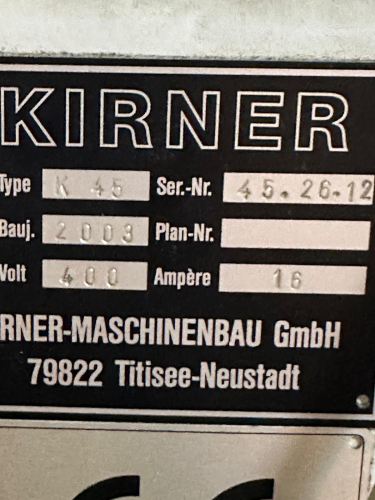 KIRNER
Type K 45 Ser.-Nr. 45.26.12
Bauj. 2003 Plan-Nr.
Volt 400 Ampère 16
RNER-MASCHINENBAU GmbH
79822 Titisee-Neustadt
CE